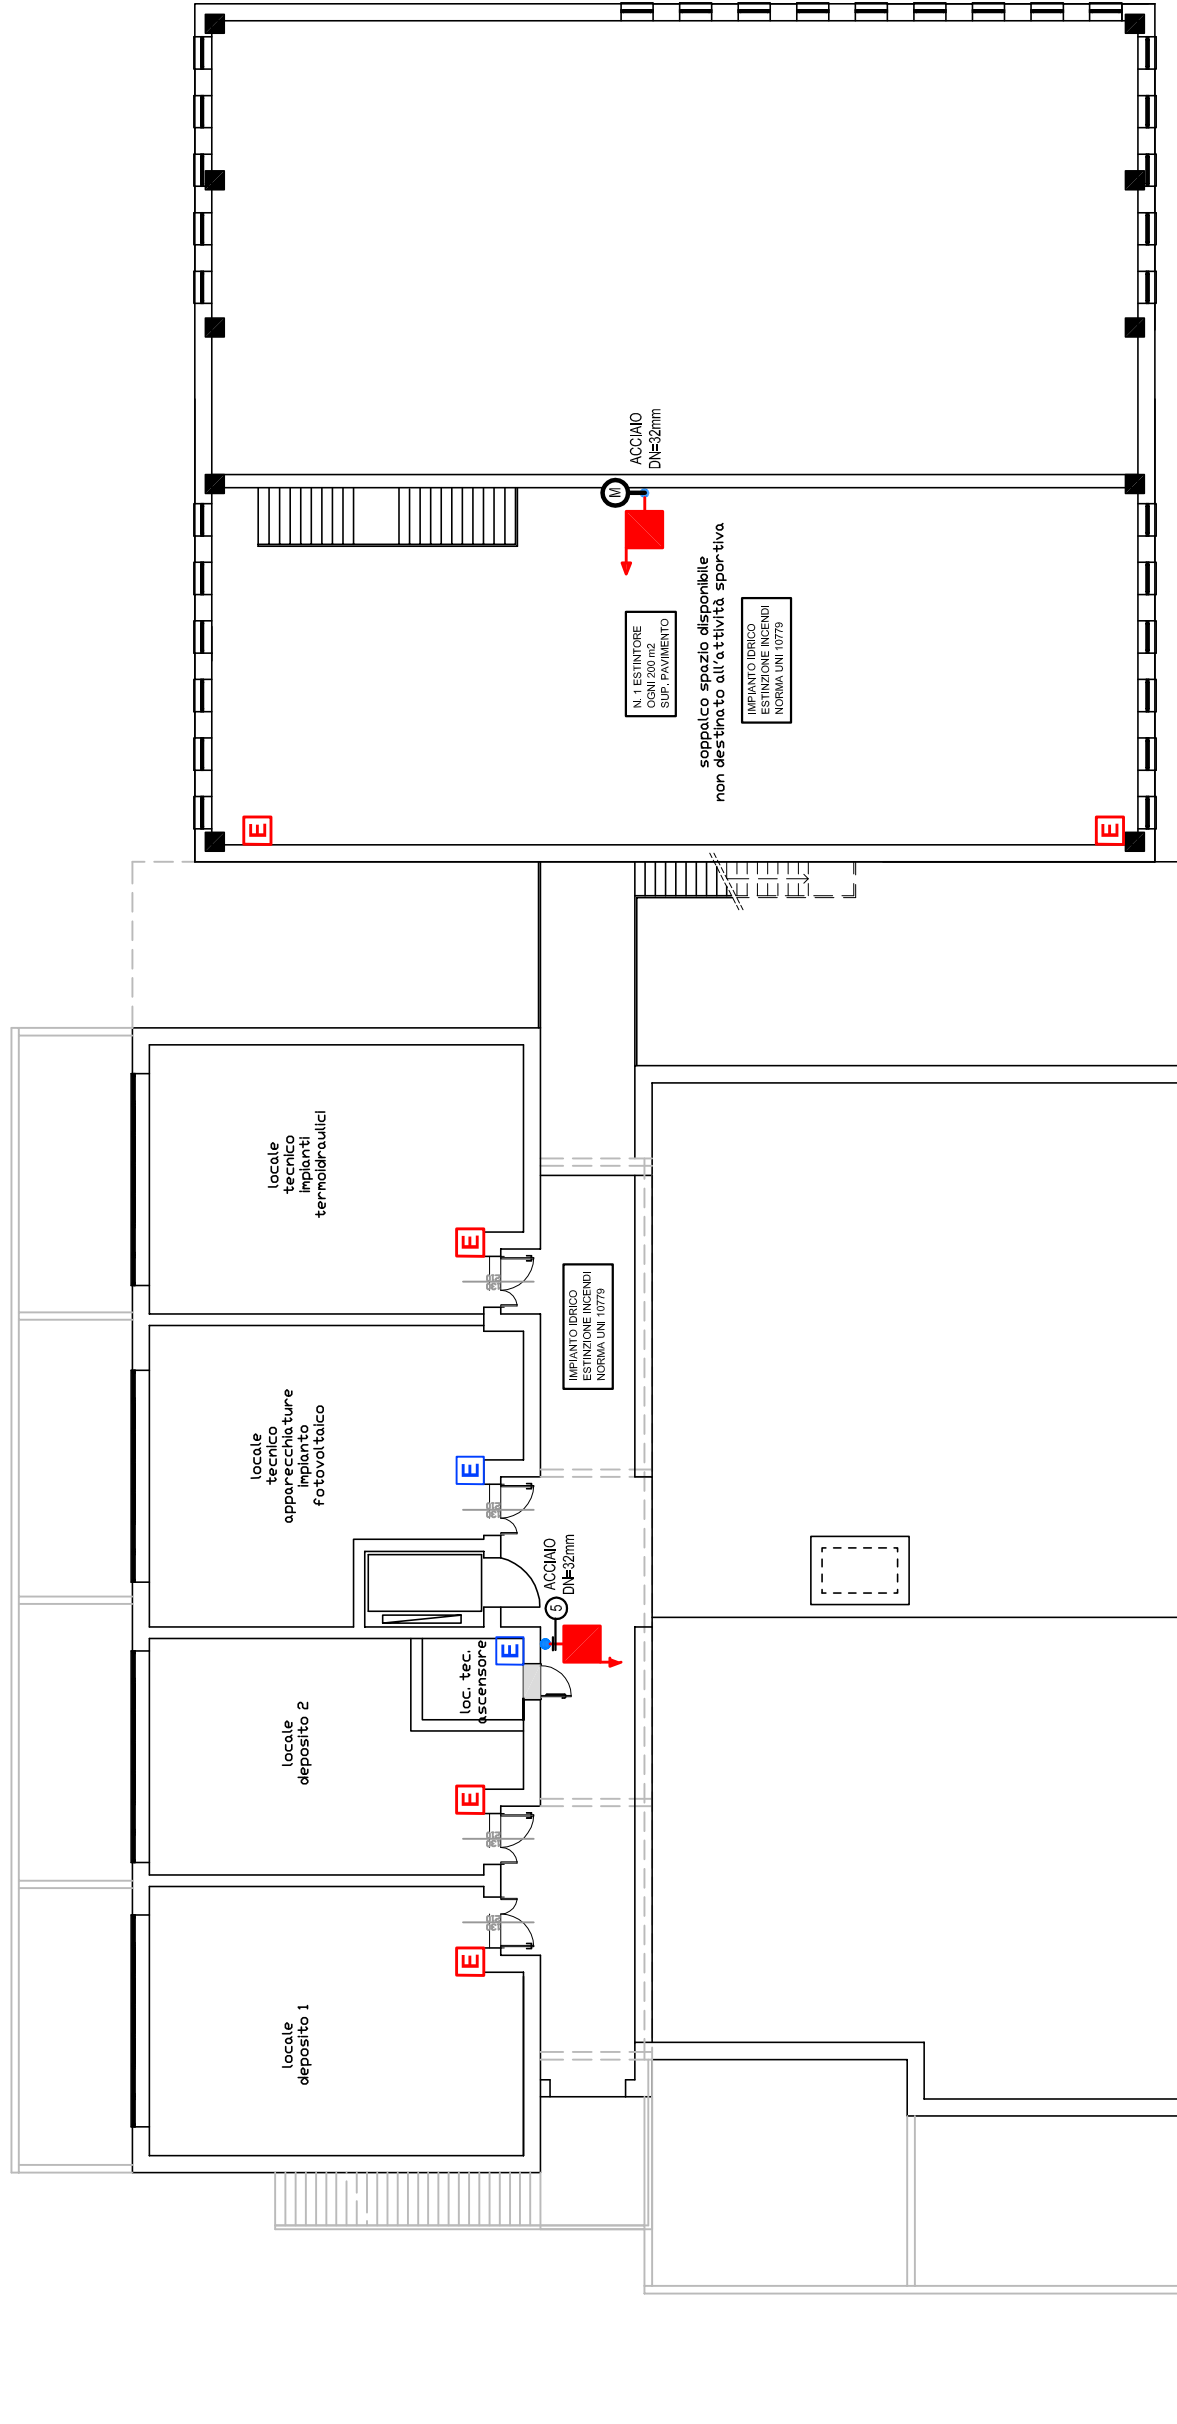 ACCIAIO
DN=32mm
M
N. 1 ESTINTORE
OGNI 200 m2
SUP. PAVIMENTO
soppalco spazio disponibile
non destinato all'attività sportiva
IMPIANTO IDRICO
ESTINZIONE INCENDI
NORMA UNI 10779
E
E
locale
tecnico
impianti
termoidraulici
E
IMPIANTO IDRICO
ESTINZIONE INCENDI
NORMA UNI 10779
locale
tecnico
apparecchiature
impianto
fotovoltaico
E
ACCIAIO
DN=32mm
5
E
loc. tec.
ascensore
locale
deposito 2
E
E
locale
deposito 1